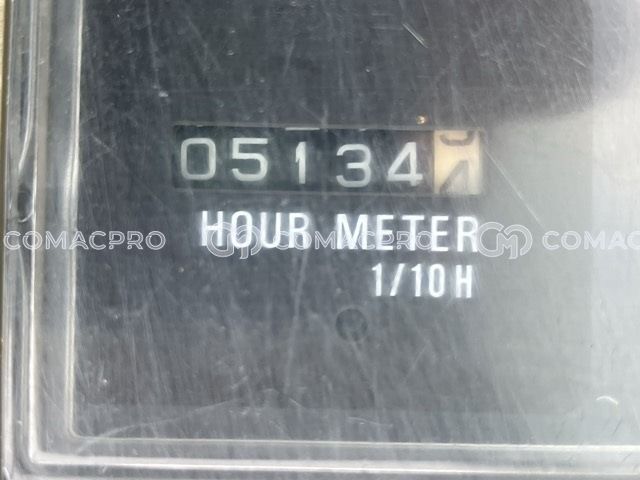 05134
HOUR METER
1/10 H
COMACPRO COMACPRO COMACPRO